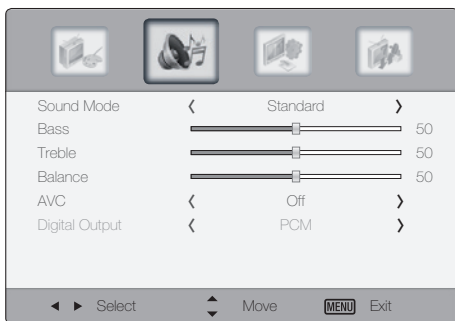 Sound Mode Standard
Bass 50
Treble 50
Balance 50
AVC Off
Digital Output PCM
Select Move MENU Exit